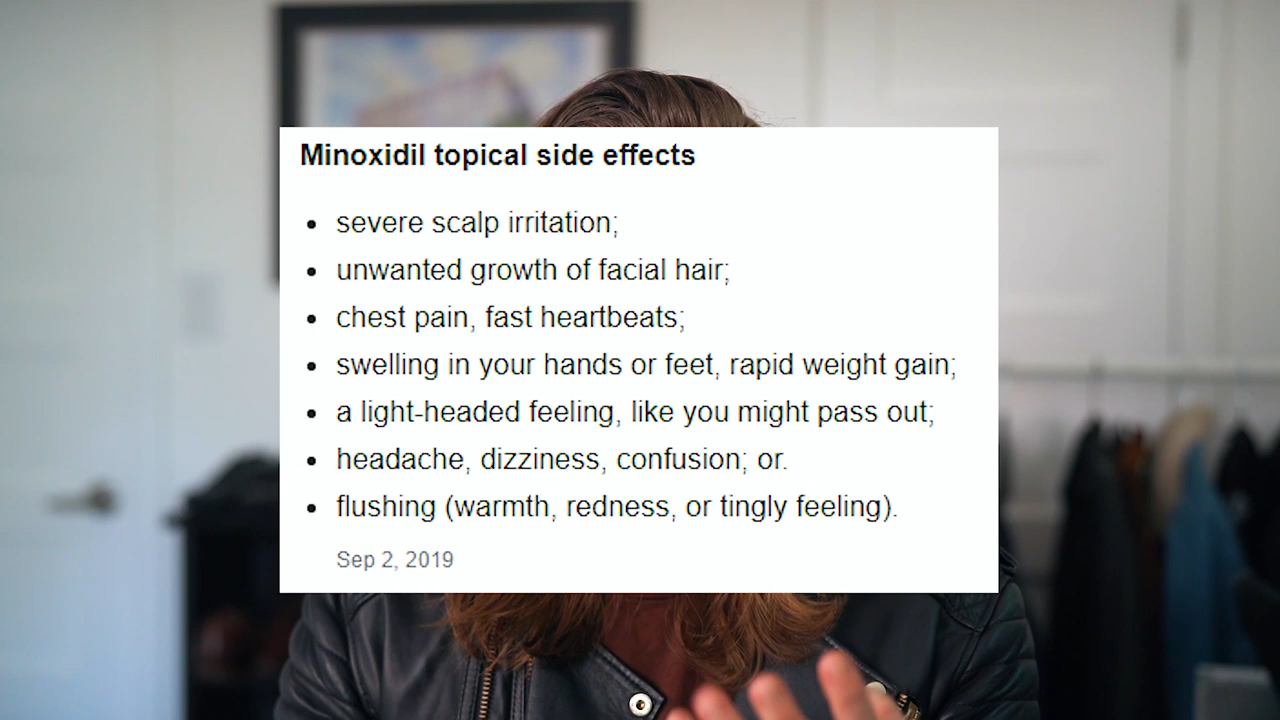 Minoxidil topical side effects
• severe scalp irritation;
• unwanted growth of facial hair;
• chest pain, fast heartbeats;
• swelling in your hands or feet, rapid weight gain;
• a light-headed feeling, like you might pass out;
• headache, dizziness, confusion; or.
• flushing (warmth, redness, or tingly feeling).
Sep 2, 2019